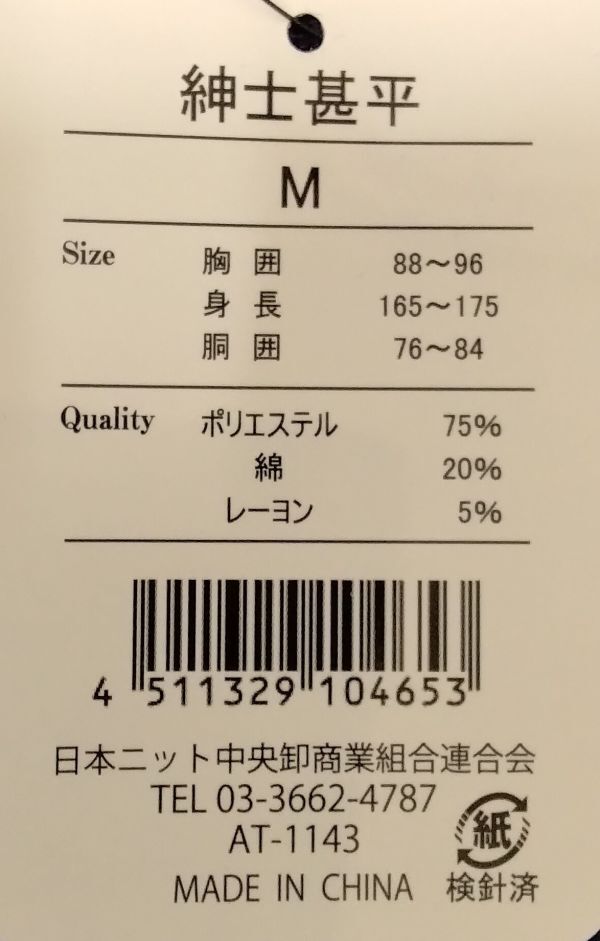 紳士甚平
M
Size 胸囲 88～96
身長 165～175
胴囲 76～84
Quality ポリエステル 75%
綿 20%
レーヨン 5%
4 511329 104653
日本ニット中央卸商業組合連合会
TEL 03-3662-4787
AT-1143
紙
MADE IN CHINA 検針済